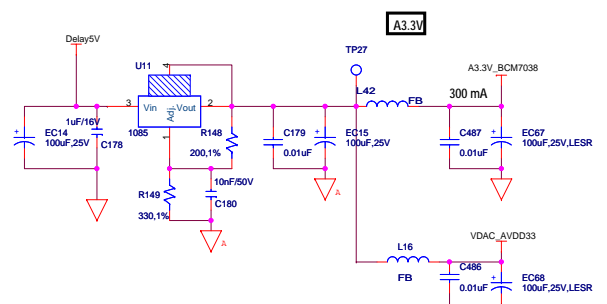 A3.3V
Delay5V
TP27
A3.3V_BCM7038
U11
4
L42
FB
300 mA
1uF/16V
3
Vin
Adj.
Vout
2
1085
1
EC14
100uF,25V
C178
R148
200,1%
C179
0.01uF
EC15
100uF,25V
C487
0.01uF
EC67
100uF,25V,LESR
R149
330,1%
10nF/50V
C180
A
A
VDAC_AVDD33
L16
FB
C486
0.01uF
EC68
100uF,25V,LESR
+
+
+
+